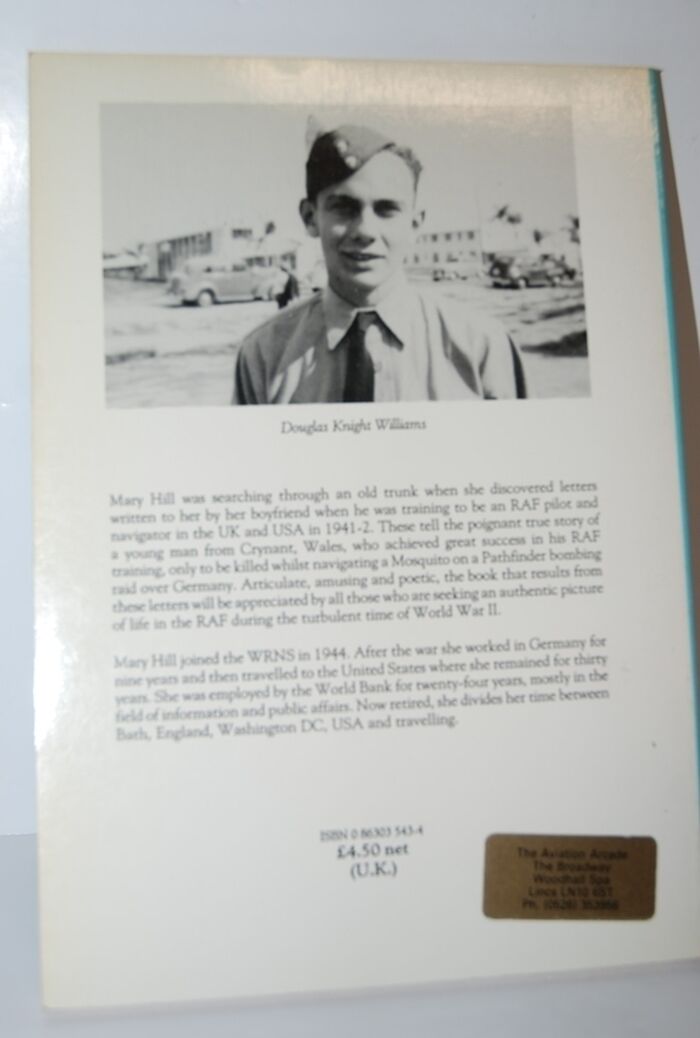 Douglas Knight Williams
Mary Hill was searching through an old trunk when she discovered letters
written to her by her boyfriend when he was training to be an RAF pilot and
navigator in the UK and USA in 1941-2. These tell the poignant true story of
a young man from Crynant, Wales, who achieved great success in his RAF
training, only to be killed whilst navigating a Mosquito on a Pathfinder bombing
raid over Germany. Articulate, amusing and poetic, the book that results from
these letters will be appreciated by all those who are seeking an authentic picture
of life in the RAF during the turbulent time of World War II.
Mary Hill joined the WRNS in 1944. After the war she worked in Germany for
nine years and then travelled to the United States where she remained for thirty
years. She was employed by the World Bank for twenty-four years, mostly in the
field of information and public affairs. Now retired, she divides her time between
Bath, England, Washington DC, USA and travelling.
ISBN 0 86303 543-4
£4.50 net
(U.K.)
The Aviation Arcade
The Broadway
Woodhall Spa
Lincs LN10 6ST
Ph. (0526)